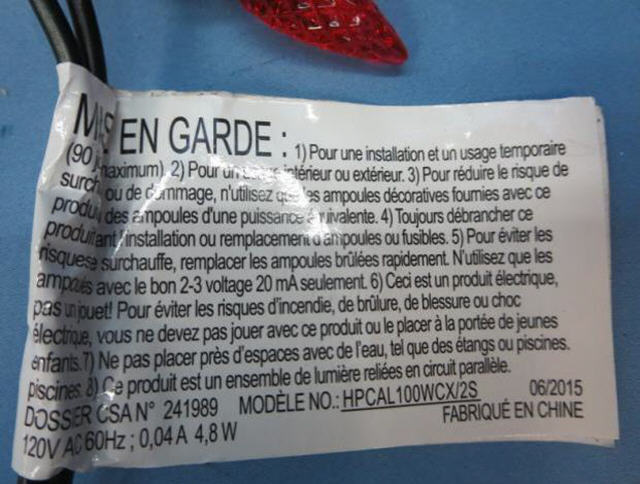 MIS EN GARDE : 1) Pour une installation et un usage temporaire
(90 maximum). 2) Pour un usage intérieur ou extérieur. 3) Pour réduire le risque de
surch ou de dommage, n'utilisez que les ampoules décoratives fournies avec ce
produ des ampoules d'une puissance équivalente. 4) Toujours débrancher ce
produit ant l'installation ou remplacement d'ampoules ou fusibles. 5) Pour éviter les
risques e surchauffe, remplacer les ampoules brûlées rapidement. N'utilisez que les
ampoules avec le bon 2-3 voltage 20 mA seulement. 6) Ceci est un produit électrique,
pas un jouet! Pour éviter les risques d'incendie, de brûlure, de blessure ou choc
électrique, vous ne devez pas jouer avec ce produit ou le placer à la portée de jeunes
enfants. 7) Ne pas placer près d'espaces avec de l'eau, tel que des étangs ou piscines.
piscines. 8) Ce produit est un ensemble de lumière reliées en circuit parallèle.
DOSSIER CSA N° 241989 MODÈLE NO.: HPCAL100WCX/2S 06/2015
120V AC 60Hz ; 0,04 A 4,8 W FABRIQUÉ EN CHINE